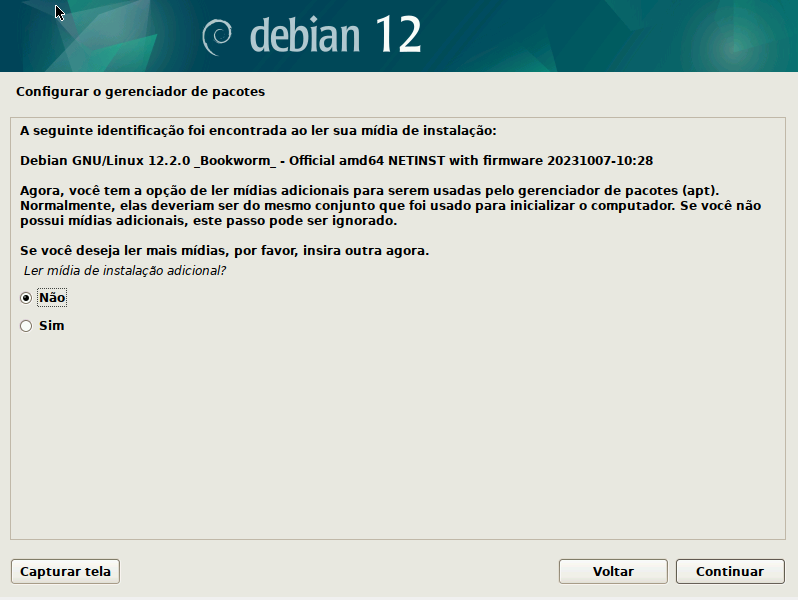 debian 12
Configurar o gerenciador de pacotes
A seguinte identificação foi encontrada ao ler sua mídia de instalação:
Debian GNU/Linux 12.2.0 _Bookworm_ - Official amd64 NETINST with firmware 20231007-10:28
Agora, você tem a opção de ler mídias adicionais para serem usadas pelo gerenciador de pacotes (apt).
Normalmente, elas deveriam ser do mesmo conjunto que foi usado para inicializar o computador. Se você não
possui mídias adicionais, este passo pode ser ignorado.
Se você deseja ler mais mídias, por favor, insira outra agora.
Ler mídia de instalação adicional?
Não
Sim
Capturar tela
Voltar
Continuar